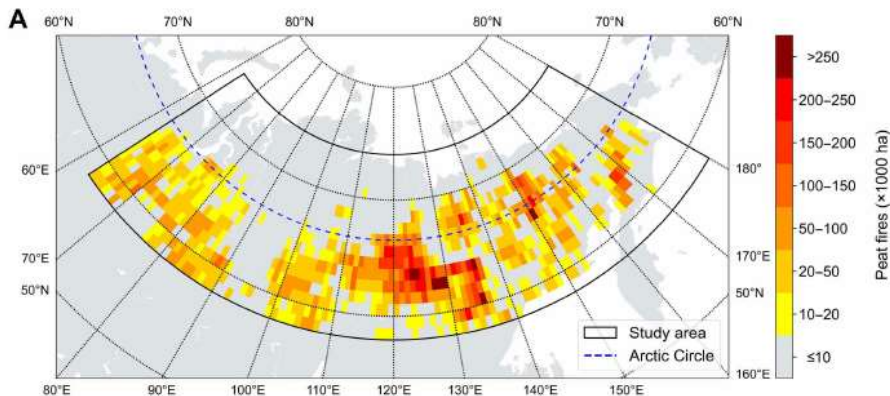 A
60°N 70°N 80°N 80°N 70°N 60°N
60°E
70°E
50°N
180°
170°E
50°N
160°E
80°E 90°E 100°E 110°E 120°E 130°E 140°E 150°E
Study area
Arctic Circle
>250
200–250
150–200
100–150
50–100
20–50
10–20
≤10
Peat fires (×1000 ha)